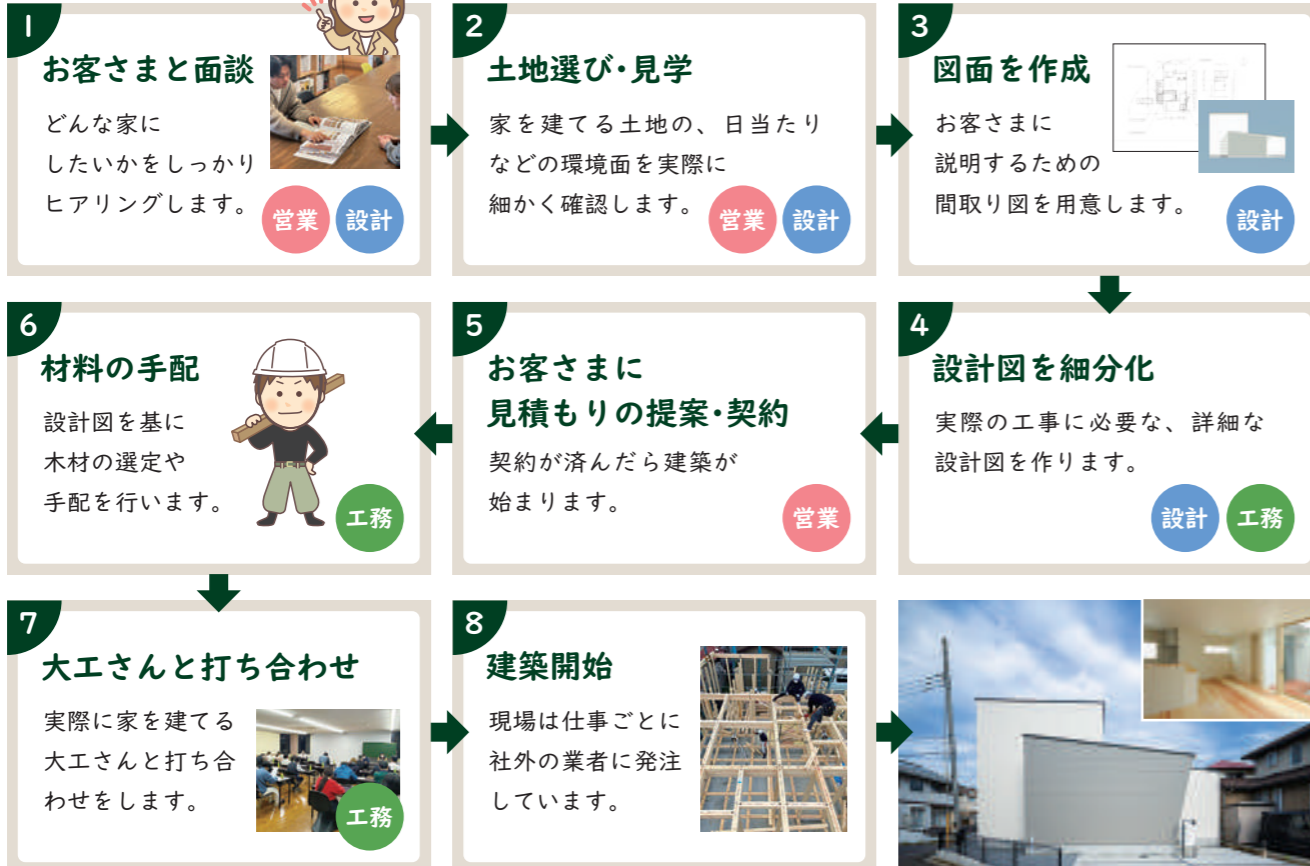 1
お客さまと面談
どんな家に
したいかをしっかり
ヒアリングします。
営業
設計
2
土地選び・見学
家を建てる土地の、日当たり
などの環境面を実際に
細かく確認します。
営業
設計
3
図面を作成
お客さまに
説明するための
間取り図を用意します。
設計
4
設計図を細分化
実際の工事に必要な、詳細な
設計図を作ります。
設計
工務
5
お客さまに
見積もりの提案・契約
契約が済んだら建築が
始まります。
営業
6
材料の手配
設計図を基に
木材の選定や
手配を行います。
工務
7
大工さんと打ち合わせ
実際に家を建てる
大工さんと打ち合
わせをします。
工務
8
建築開始
現場は仕事ごとに
社外の業者に発注
しています。